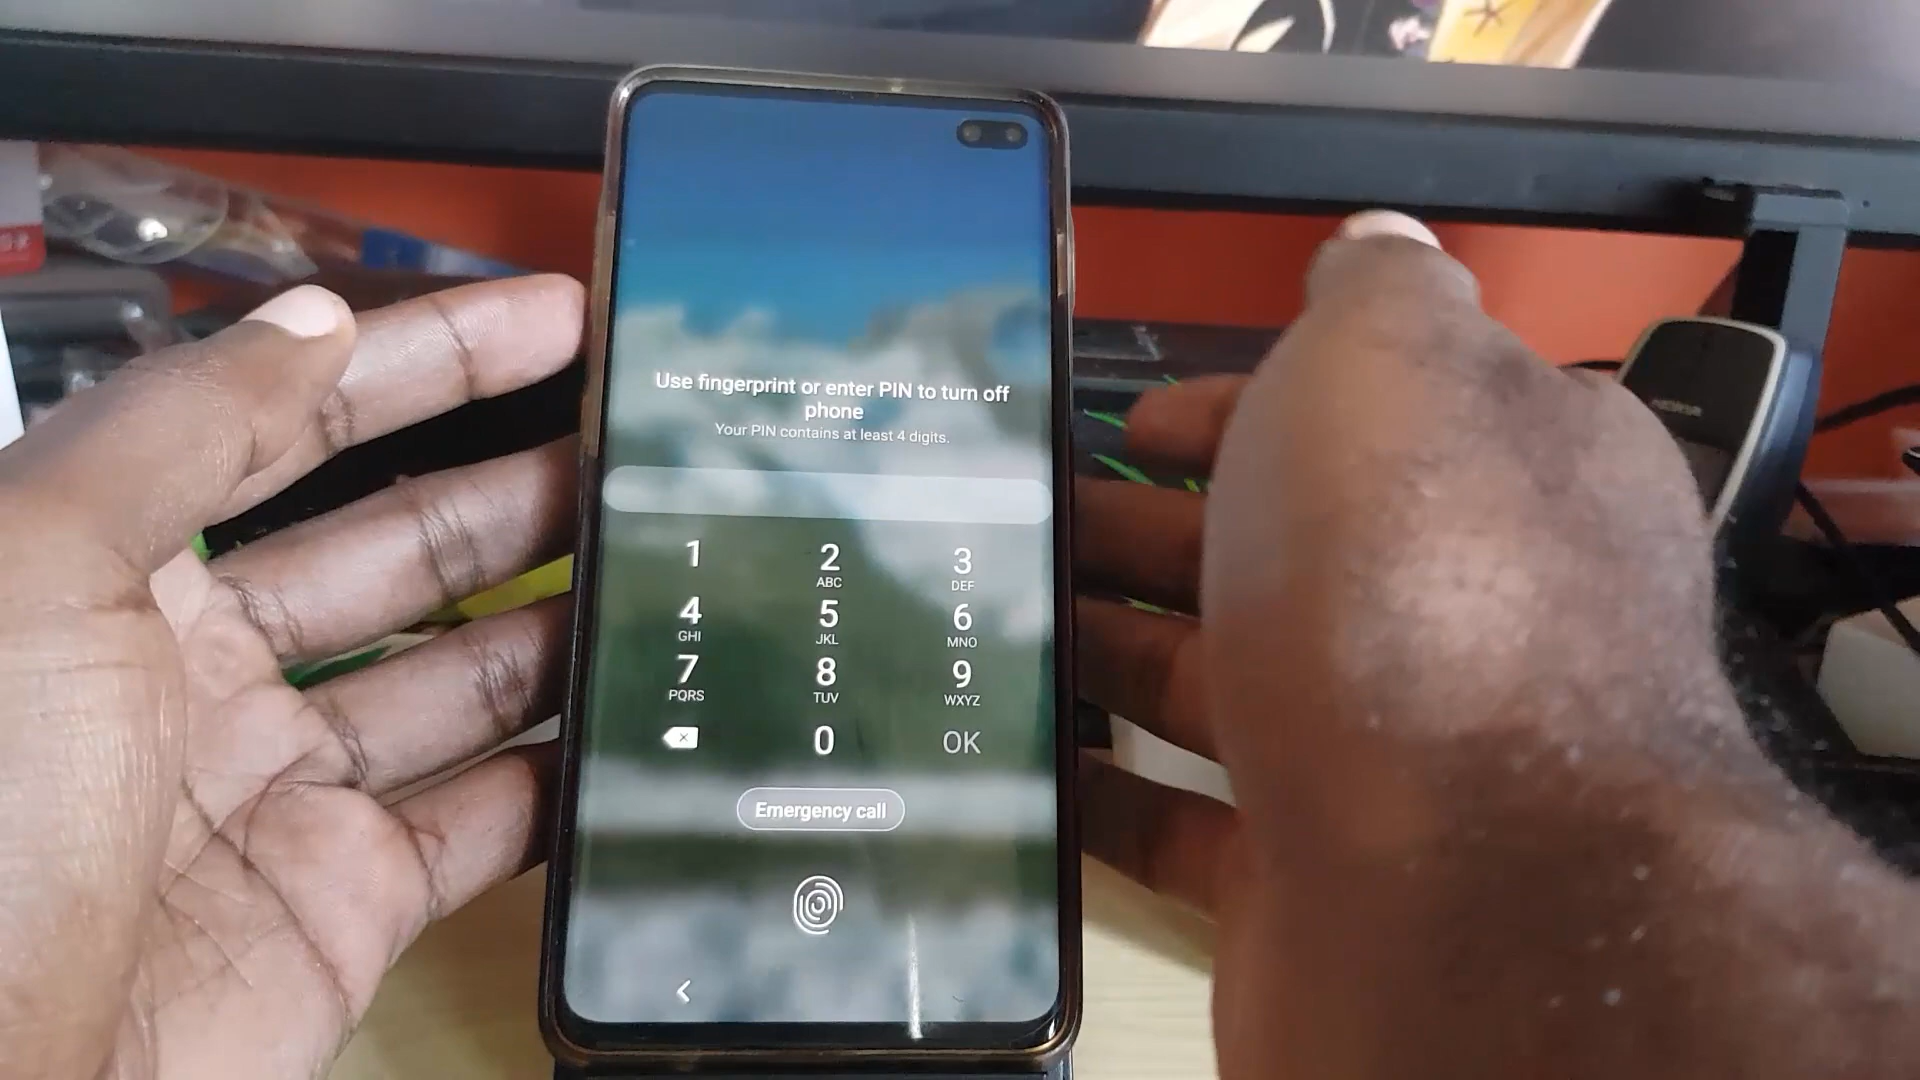 Use fingerprint or enter PIN to turn off
phone
Your PIN contains at least 4 digits.
1 2 3
ABC DEF
4 5 6
GHI JKL MNO
7 8 9
PQRS TUV WXYZ
0 OK
Emergency call
NOKIA